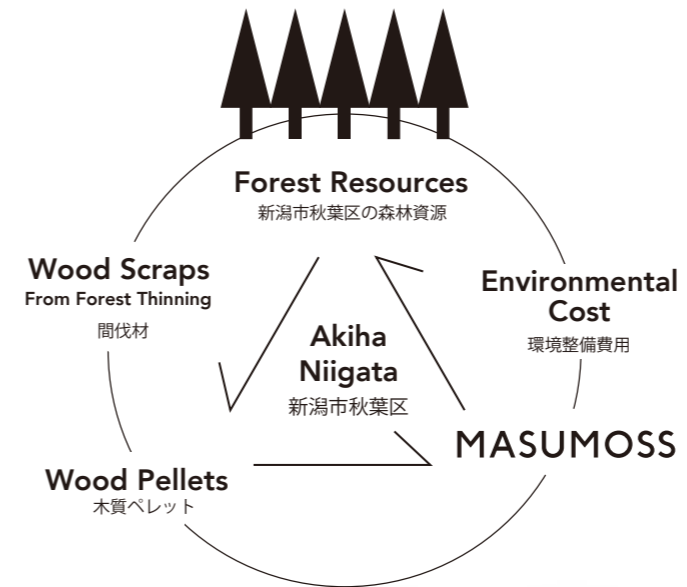 Forest Resources
新潟市秋葉区の森林資源
Wood Scraps
From Forest Thinning
間伐材
Environmental
Cost
環境整備費用
Akiha
Niigata
新潟市秋葉区
MASUMOSS
Wood Pellets
木質ペレット